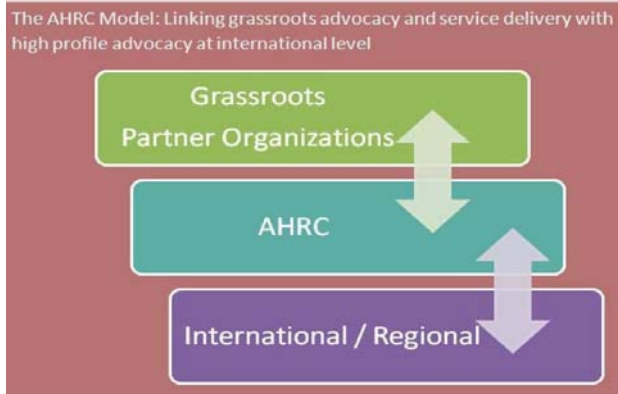 The AHRC Model: Linking grassroots advocacy and service delivery with
high profile advocacy at international level
Grassroots
Partner Organizations
AHRC
International / Regional